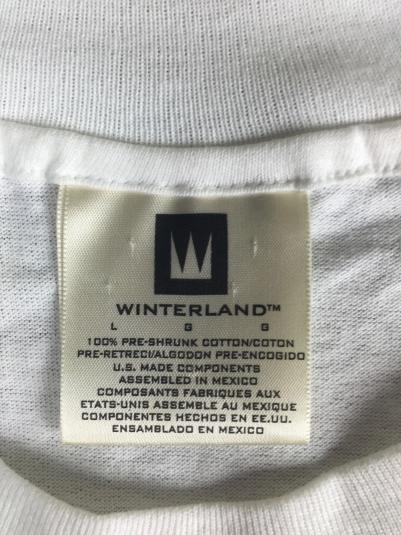 WINTERLAND™
L G G
100% PRE-SHRUNK COTTON/COTON
PRE-RETRECI/ALGODON PRE-ENCOGIDO
U.S. MADE COMPONENTS
ASSEMBLED IN MEXICO
COMPOSANTS FABRIQUES AUX
ETATS-UNIS ASSEMBLE AU MEXIQUE
COMPONENTES HECHOS EN EE.UU.
ENSAMBLADO EN MEXICO